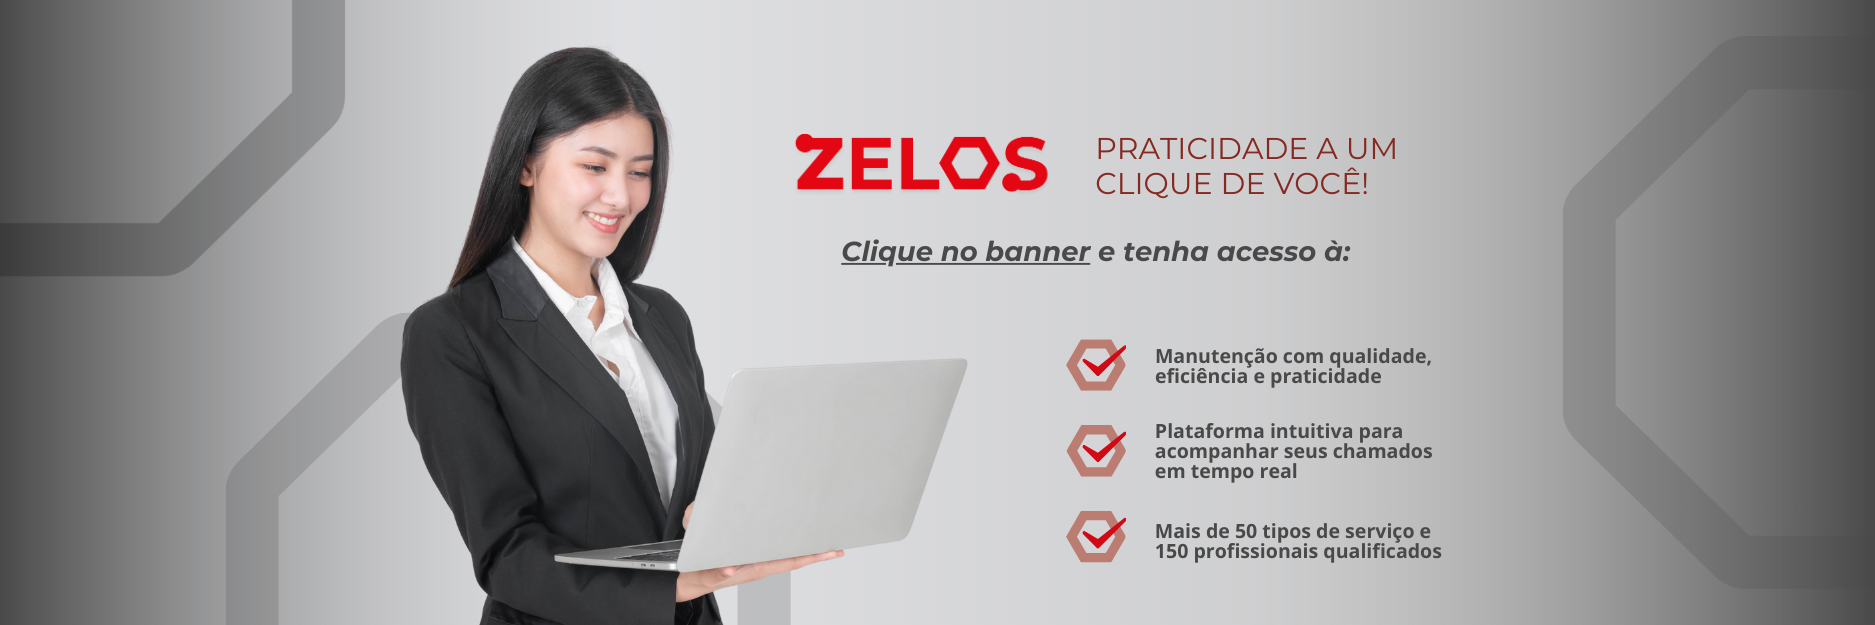 ZELOS
PRATICIDADE A UM
CLIQUE DE VOCÊ!
Clique no banner e tenha acesso à:
Manutenção com qualidade,
eficiência e praticidade
Plataforma intuitiva para
acompanhar seus chamados
em tempo real
Mais de 50 tipos de serviço e
150 profissionais qualificados